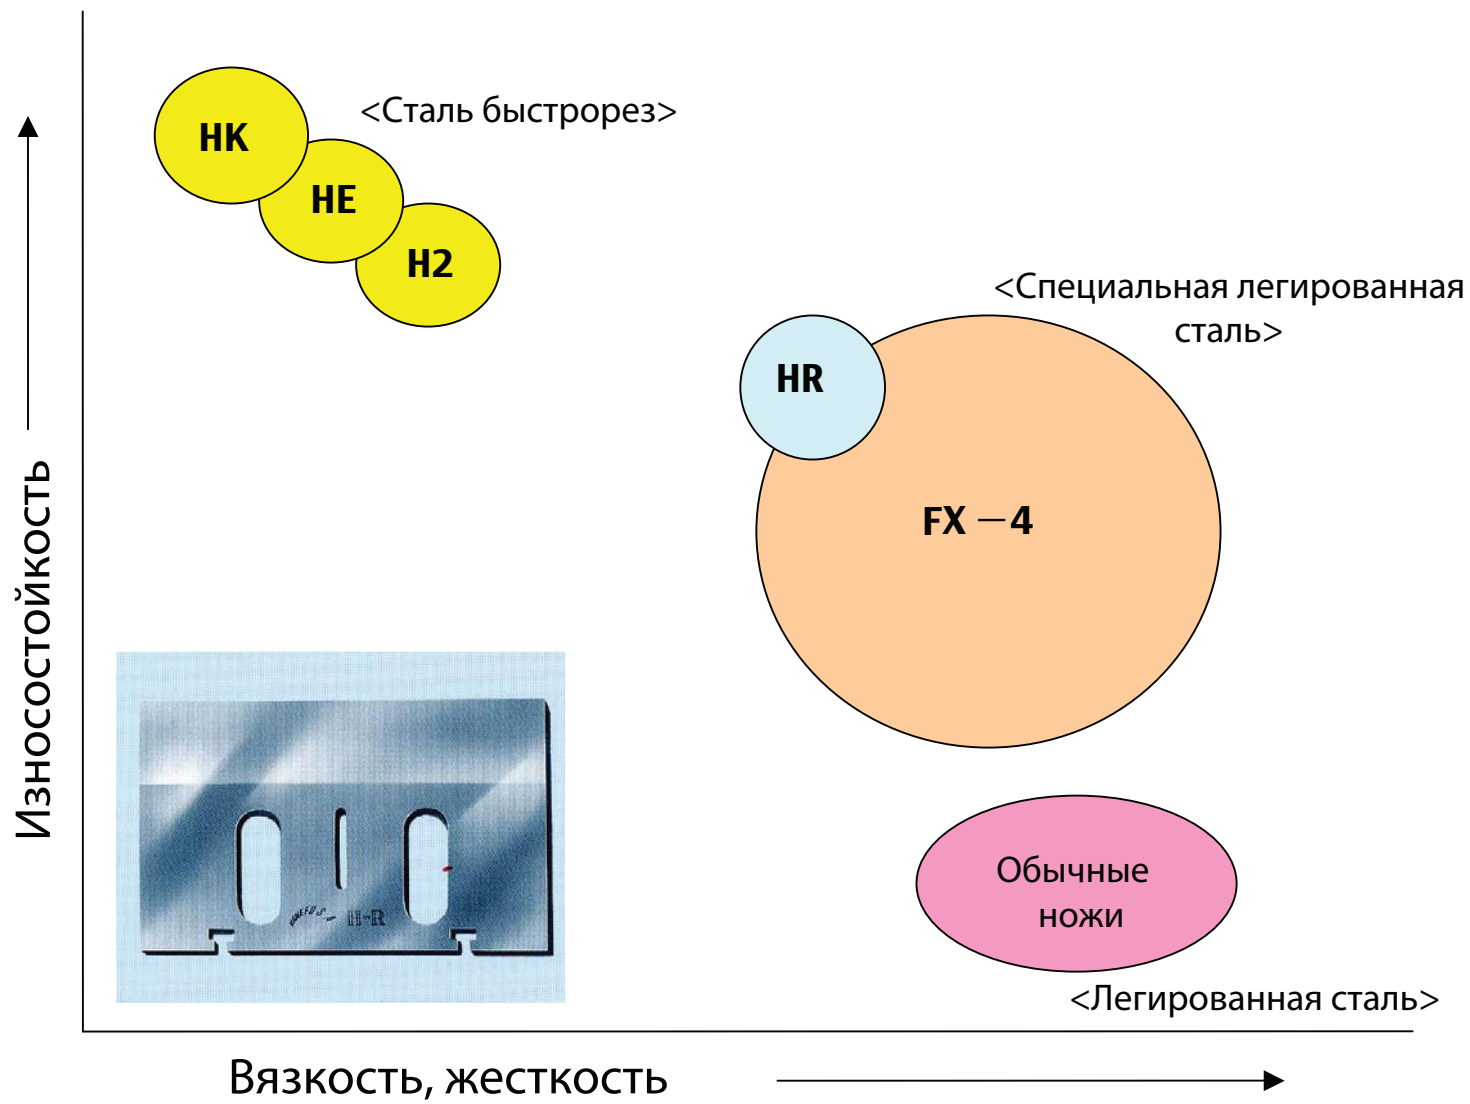 <Сталь быстрорез>
HK
HE
H2
<Специальная легированная
сталь>
HR
FX －4
Износостойкость
H-R
Обычные
ножи
<Легированная сталь>
Вязкость, жесткость